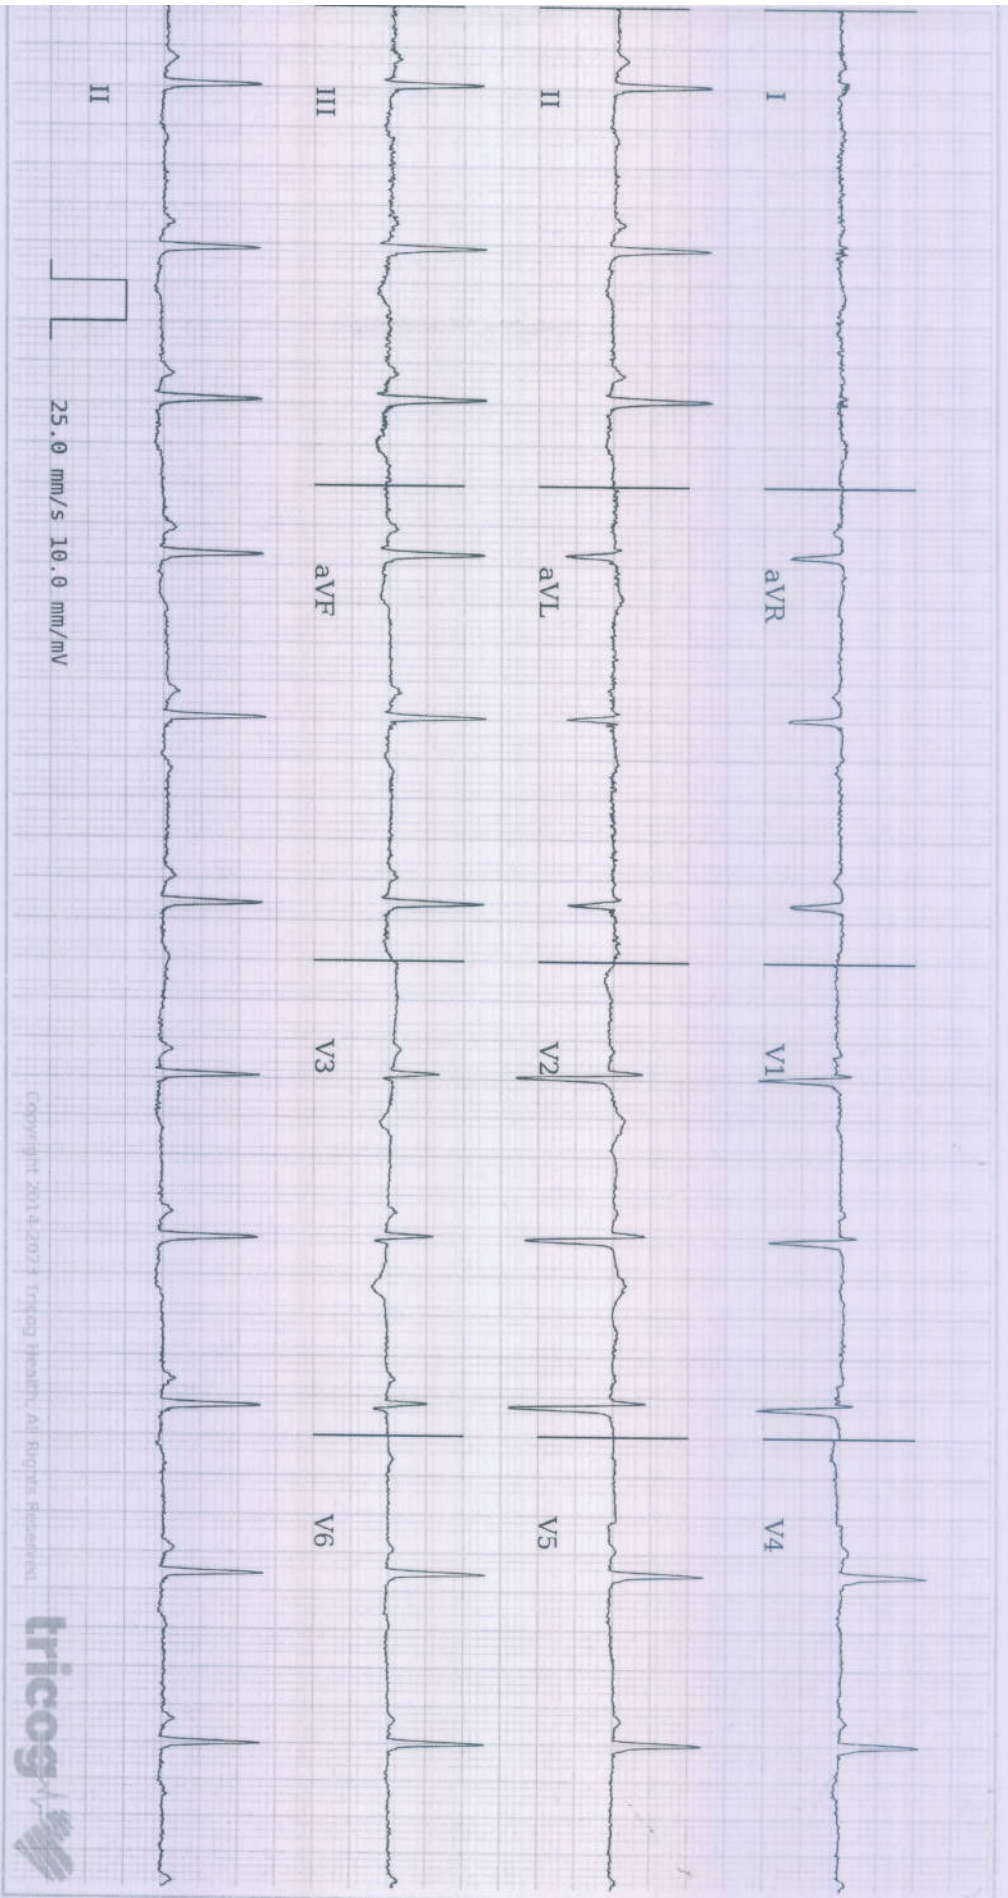 I aVR V1 V4
II aVL V2 V5
III aVF V3 V6
II
25.0 mm/s 10.0 mm/mV
Copyright 2014-2023 Tricog Health, All Rights Reserved
tricog